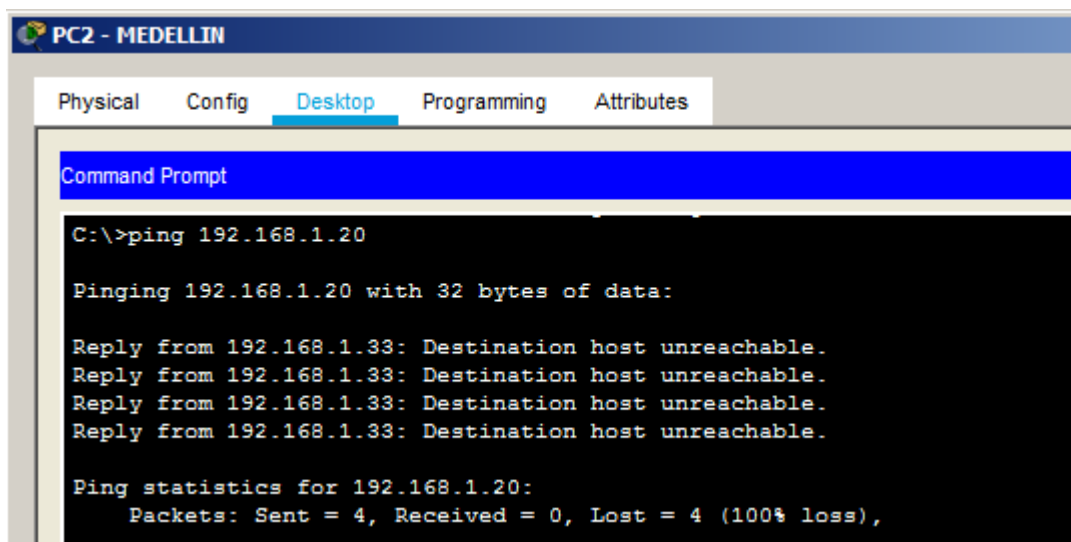 PC2 - MEDELLIN
Physical Config Desktop Programming Attributes
Command Prompt
C:\>ping 192.168.1.20
Pinging 192.168.1.20 with 32 bytes of data:
Reply from 192.168.1.33: Destination host unreachable.
Reply from 192.168.1.33: Destination host unreachable.
Reply from 192.168.1.33: Destination host unreachable.
Reply from 192.168.1.33: Destination host unreachable.
Ping statistics for 192.168.1.20:
Packets: Sent = 4, Received = 0, Lost = 4 (100% loss),